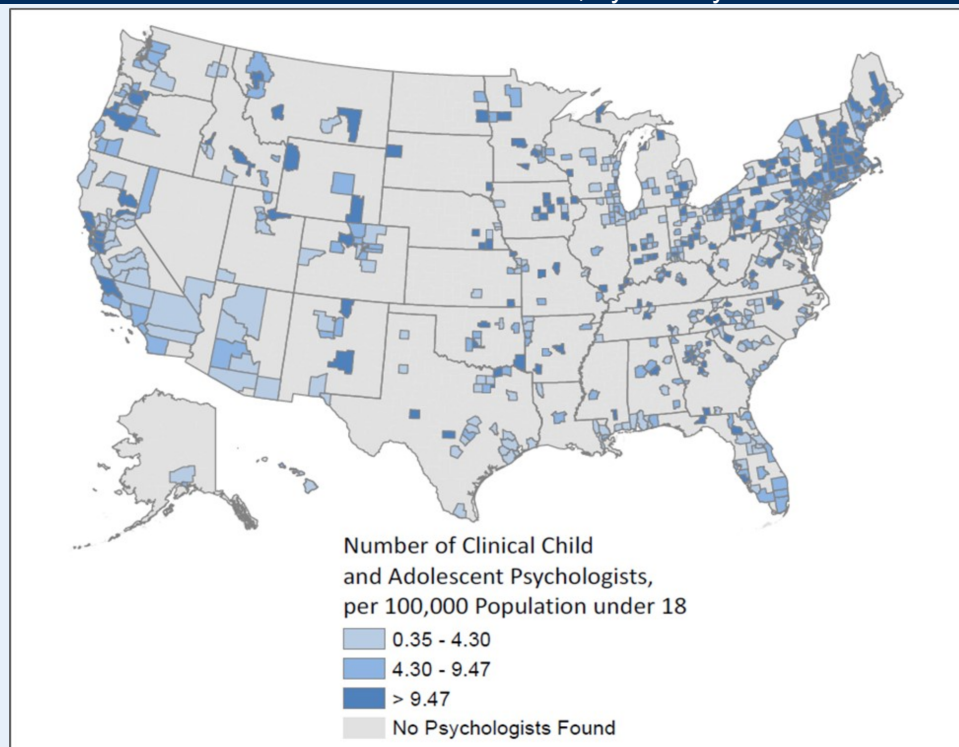 Number of Clinical Child
and Adolescent Psychologists,
per 100,000 Population under 18
0.35 - 4.30
4.30 - 9.47
> 9.47
No Psychologists Found